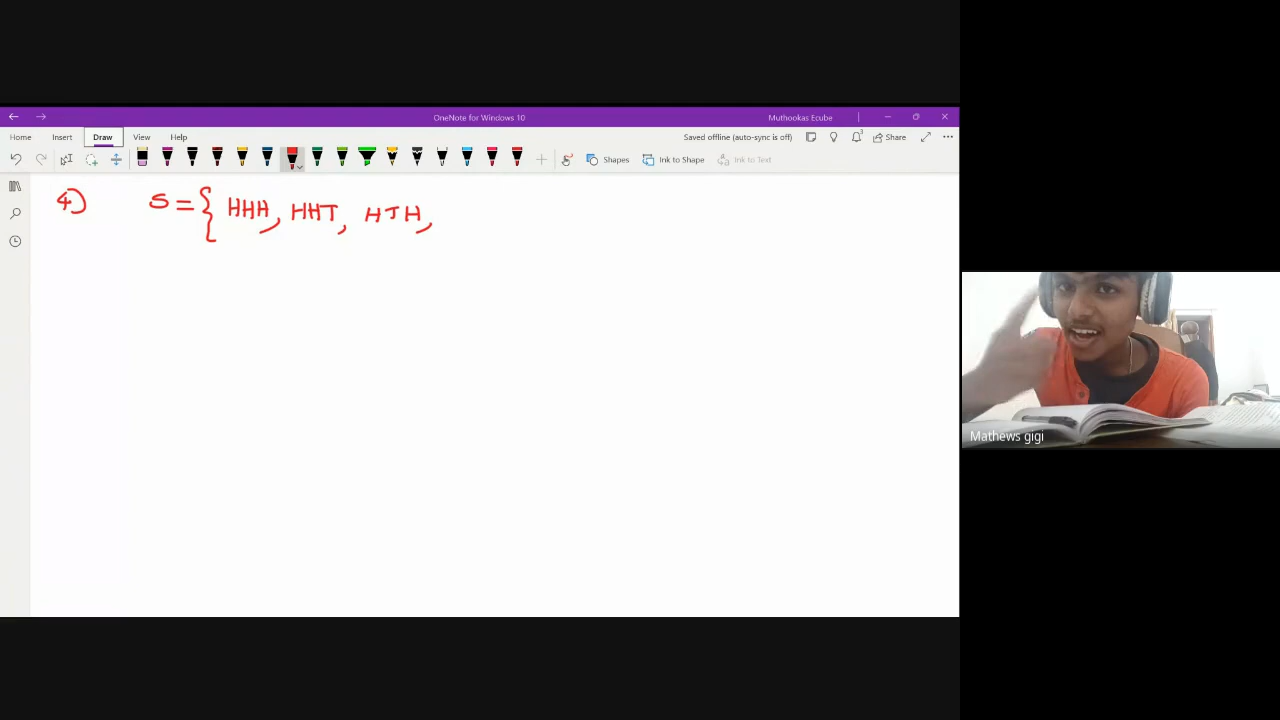 OneNote for Windows 10
Muthookas Ecube
Home Insert Draw View Help
Saved offline (auto-sync is off)
3
Share
Shapes
Ink to Shape
Ink to Text
4) S = { HHH, HHT, HTH,
Mathews gigi